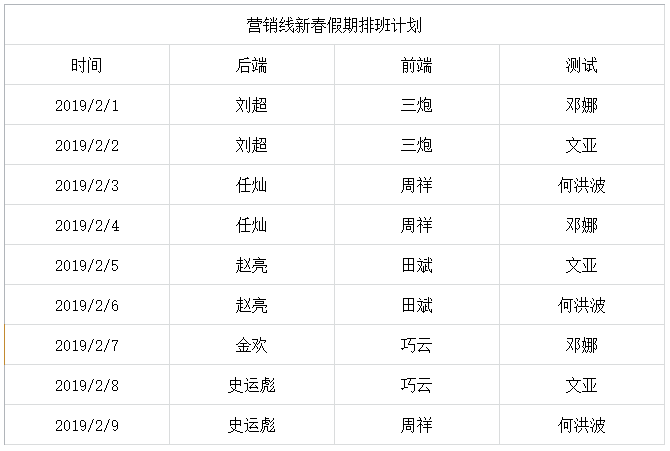 营销线新春假期排班计划
时间 后端 前端 测试
2019/2/1 刘超 三炮 邓娜
2019/2/2 刘超 三炮 文亚
2019/2/3 任灿 周祥 何洪波
2019/2/4 任灿 周祥 邓娜
2019/2/5 赵亮 田斌 文亚
2019/2/6 赵亮 田斌 何洪波
2019/2/7 金欢 巧云 邓娜
2019/2/8 史运彪 巧云 文亚
2019/2/9 史运彪 周祥 何洪波